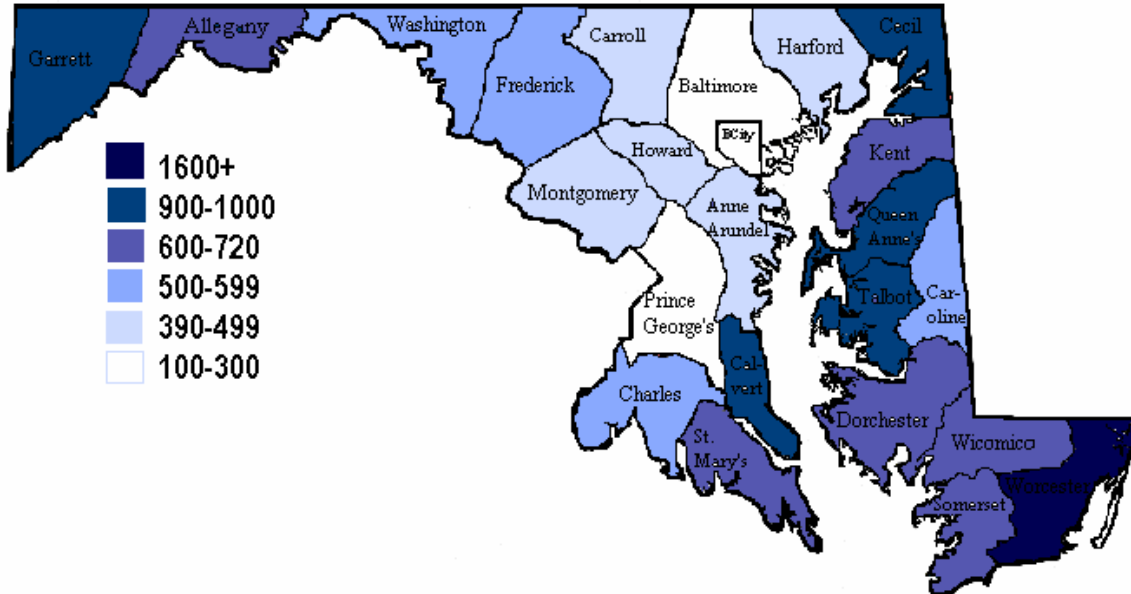 Garrett
Allegany
Washington
Frederick
Carroll
Baltimore
Harford
Cecil
BCity
Howard
Montgomery
Anne
Arundel
Kent
Queen
Anne's
Talbot
Car-
oline
Prince
George's
Cal-
vert
Charles
St.
Mary's
Dorchester
Wicomico
Worcester
Somerset
1600+
900-1000
600-720
500-599
390-499
100-300